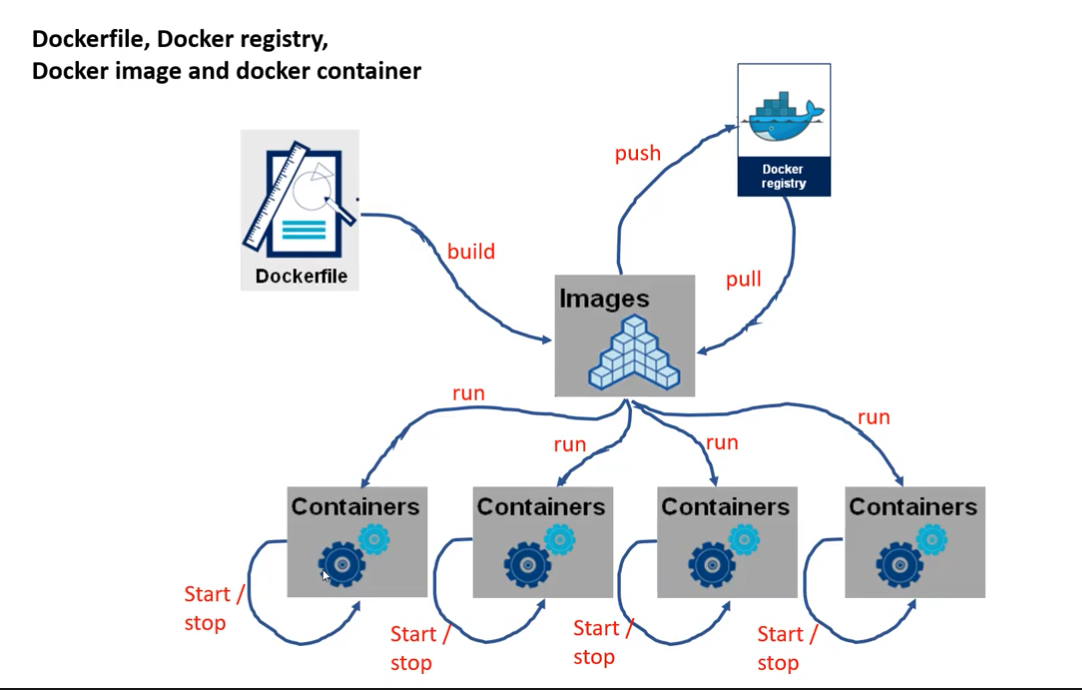 Dockerfile, Docker registry,
Docker image and docker container
Docker
registry
push
Dockerfile
build
pull
Images
run
run
run
run
Containers
Containers
Containers
Containers
Start /
stop
Start /
stop
Start /
stop
Start /
stop